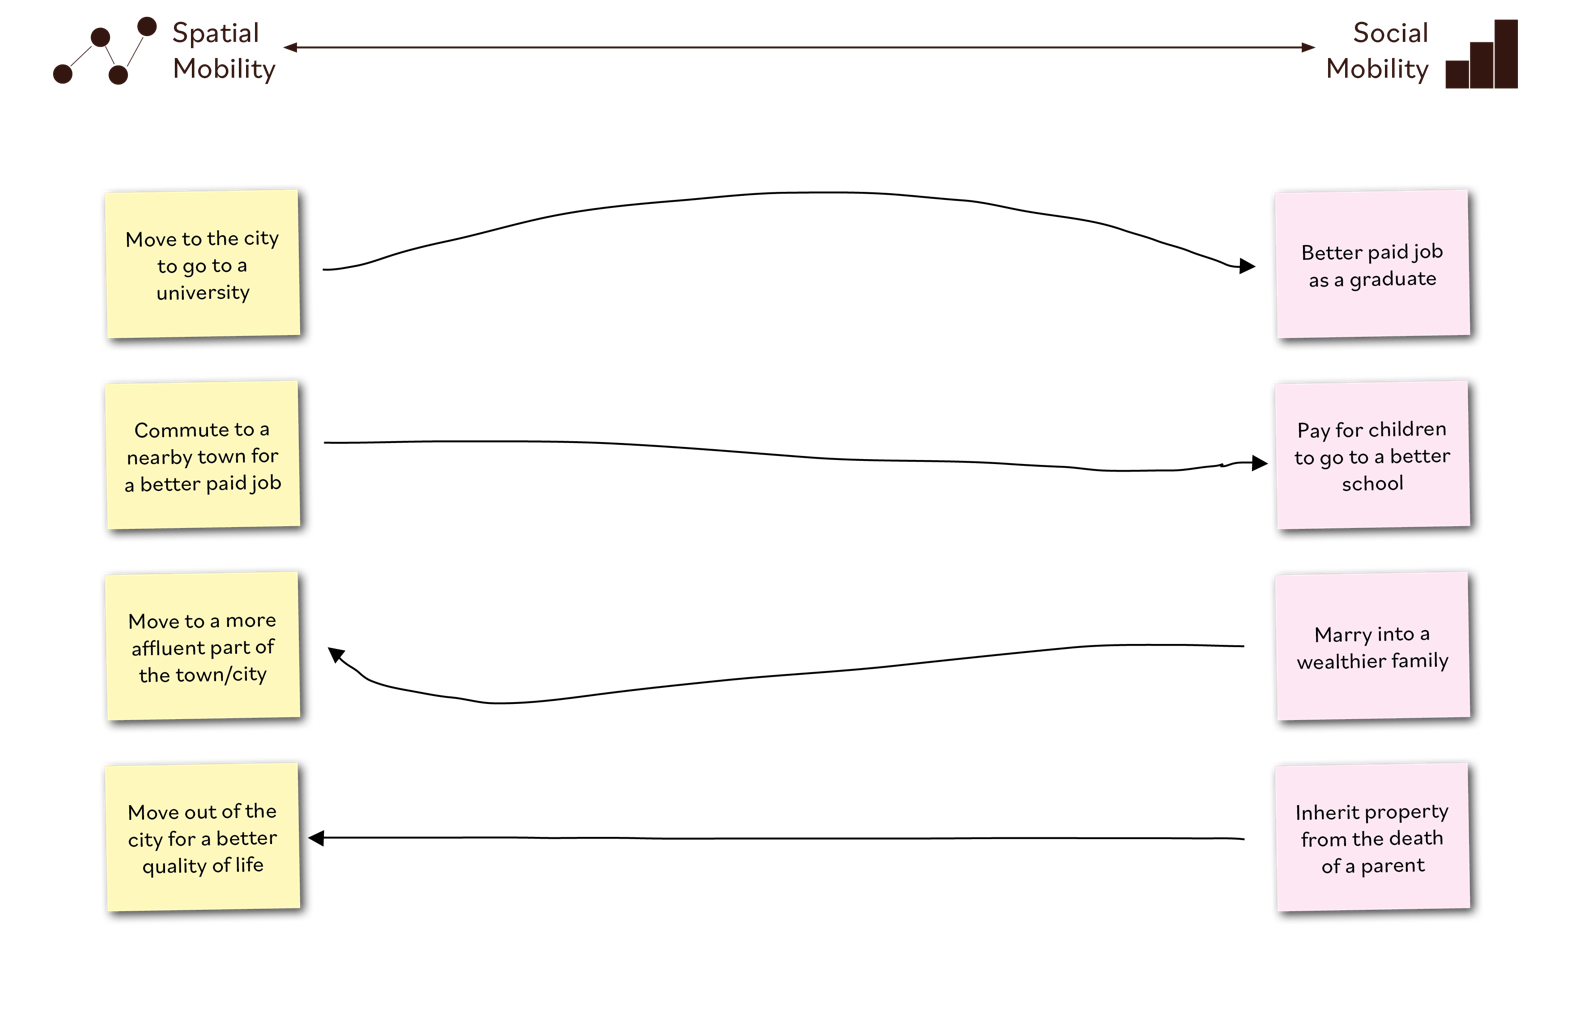 Spatial
Mobility
Social
Mobility
Move to the city
to go to a
university
Better paid job
as a graduate
Commute to a
nearby town for
a better paid job
Pay for children
to go to a better
school
Move to a more
affluent part of
the town/city
Marry into a
wealthier family
Move out of the
city for a better
quality of life
Inherit property
from the death
of a parent